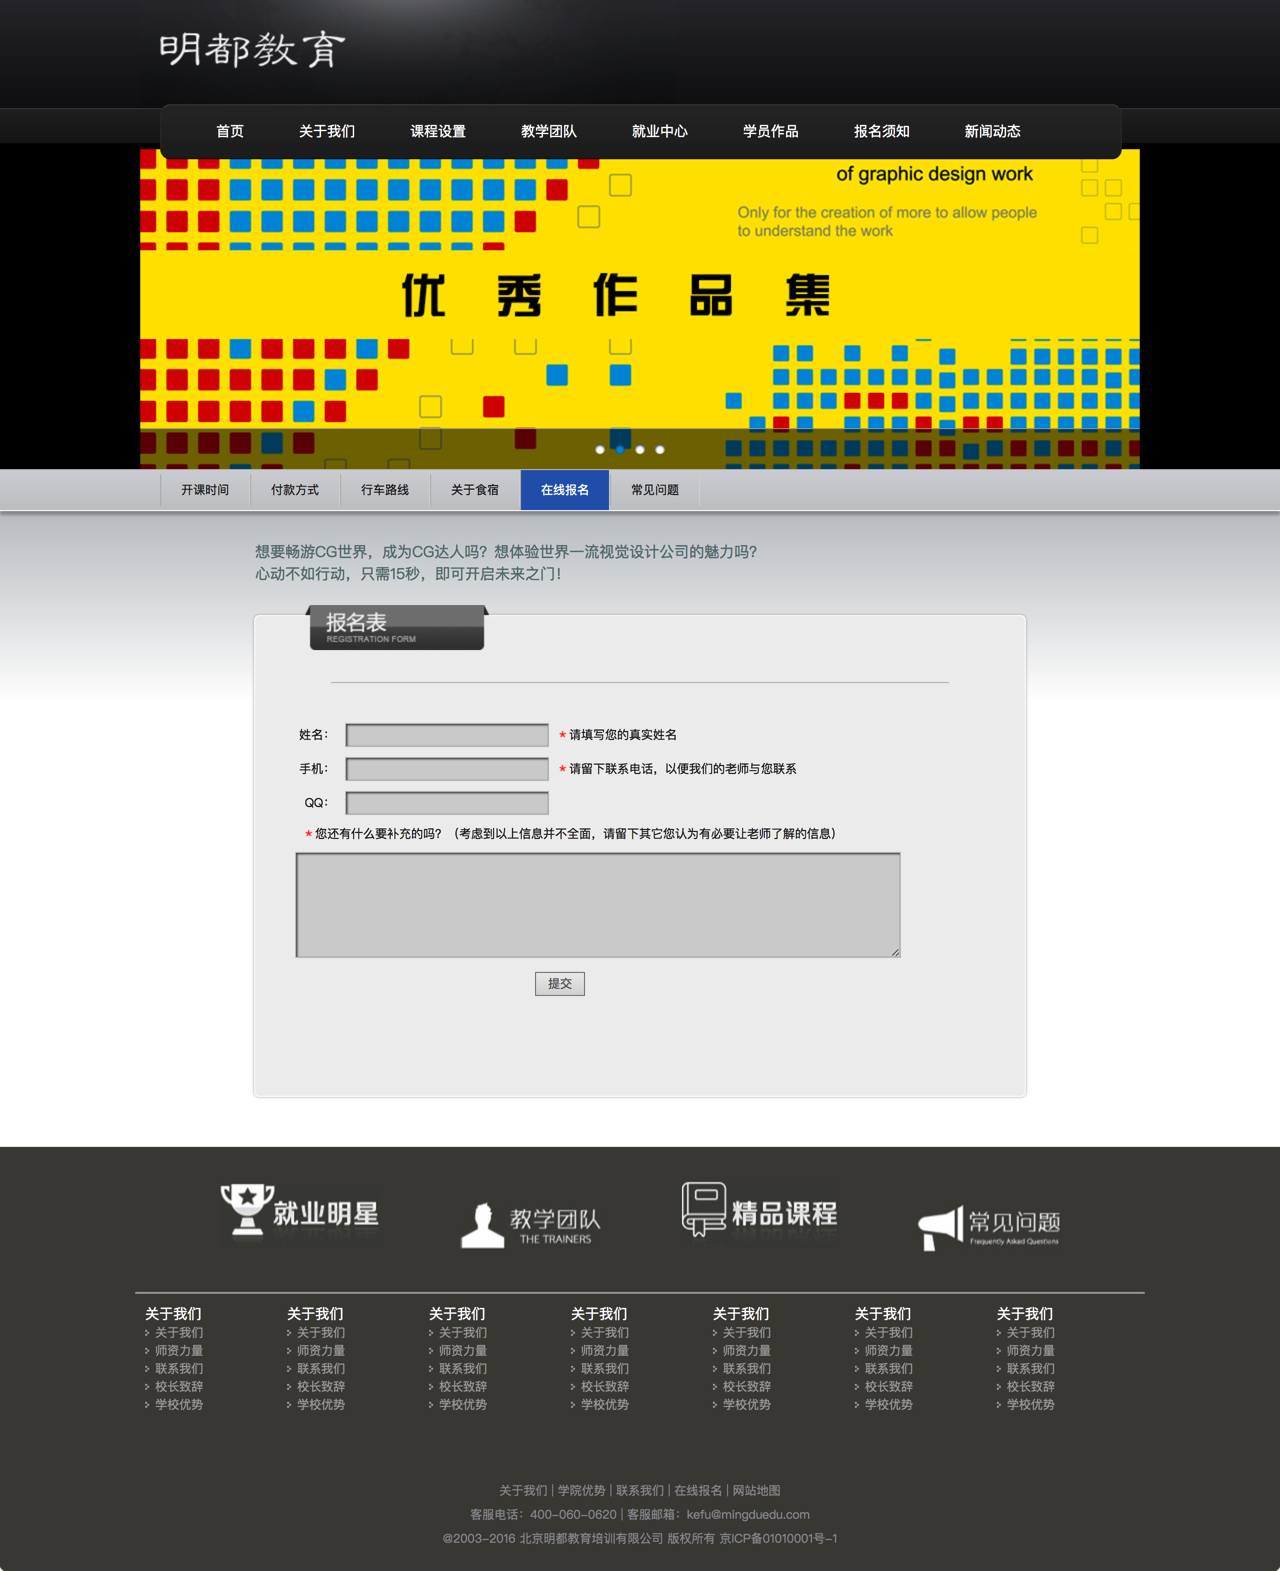 明都教育
首页 关于我们 课程设置 教学团队 就业中心 学员作品 报名须知 新闻动态
of graphic design work
Only for the creation of more to allow people
to understand the work
优秀作品集
开课时间 付款方式 行车路线 关于食宿 在线报名 常见问题
想要畅游CG世界，成为CG达人吗？想体验世界一流视觉设计公司的魅力吗？
心动不如行动，只需15秒，即可开启未来之门！
报名表
REGISTRATION FORM
姓名： * 请填写您的真实姓名
手机： * 请留下联系电话，以便我们的老师与您联系
QQ：
* 您还有什么要补充的吗？（考虑到以上信息并不全面，请留下其它您认为有必要让老师了解的信息）
提交
就业明星 教学团队 精品课程 常见问题
THE TRAINERS Frequently Asked Questions
关于我们 关于我们 关于我们 关于我们 关于我们 关于我们 关于我们
关于我们 关于我们 关于我们 关于我们 关于我们 关于我们 关于我们
师资力量 师资力量 师资力量 师资力量 师资力量 师资力量 师资力量
联系我们 联系我们 联系我们 联系我们 联系我们 联系我们 联系我们
校长致辞 校长致辞 校长致辞 校长致辞 校长致辞 校长致辞 校长致辞
学校优势 学校优势 学校优势 学校优势 学校优势 学校优势 学校优势
关于我们 | 学院优势 | 联系我们 | 在线报名 | 网站地图
客服电话：400-060-0620 | 客服邮箱：kefu@mingduedu.com
@2003-2016 北京明都教育培训有限公司 版权所有 京ICP备01010001号-1